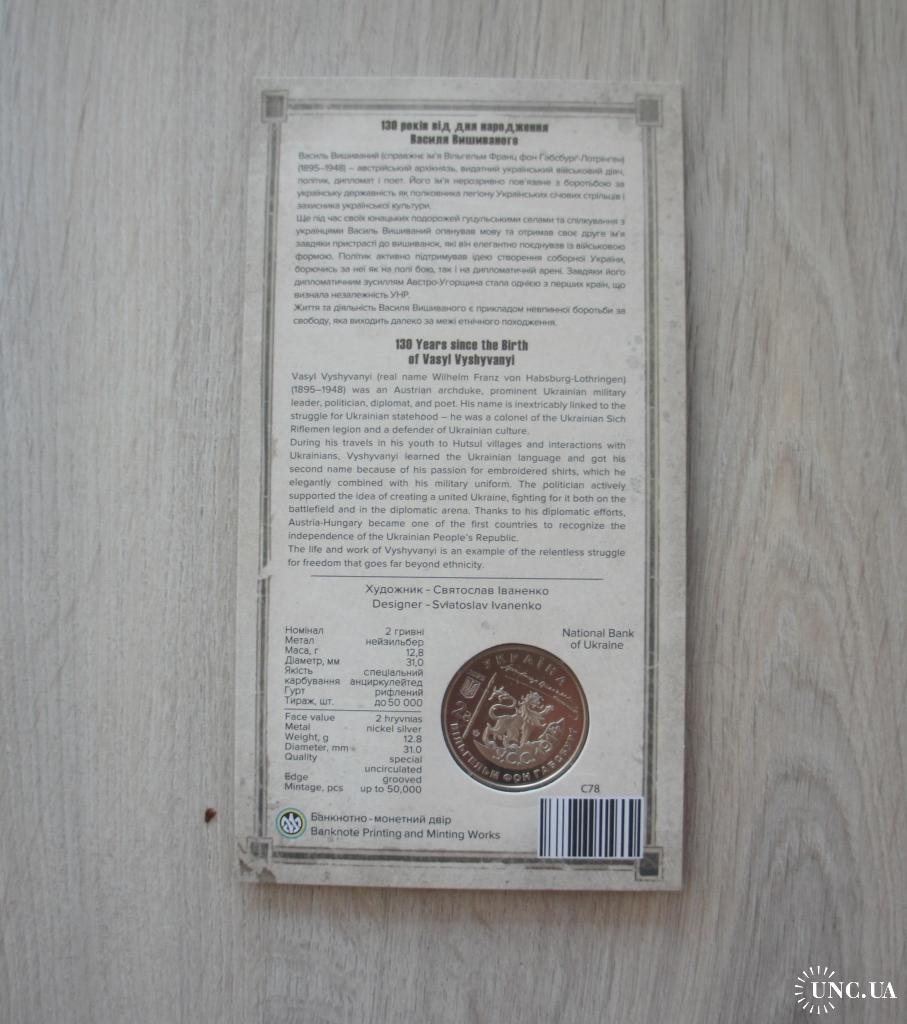 130 років від дня народження
Василя Вишиваного
Василь Вишиваний (справжнє ім'я Вільгельм Франц фон Габсбург-Лотрінген)
(1895–1948) – австрійський архікнязь, видатний український військовий діяч,
політик, дипломат і поет. Його ім'я нерозривно пов'язане з боротьбою за
українську державність як полковника легіону Українських січових стрільців і
захисника української культури.
Ще під час своїх юнацьких подорожей гуцульськими селами та спілкування з
українцями Василь Вишиваний опанував мову та отримав своє друге ім'я
завдяки пристрасті до вишиванок, які він елегантно поєднував із військовою
формою. Політик активно підтримував ідею створення соборної України,
борючись за неї як на полі бою, так і на дипломатичній арені. Завдяки його
дипломатичним зусиллям Австро-Угорщина стала однією з перших країн, що
визнала незалежність УНР.
Життя та діяльність Василя Вишиваного є прикладом невпинної боротьби за
свободу, яка виходить далеко за межі етнічного походження.
130 Years since the Birth
of Vasyl Vyshyvanyi
Vasyl Vyshyvanyi (real name Wilhelm Franz von Habsburg-Lothringen)
(1895–1948) was an Austrian archduke, prominent Ukrainian military
leader, politician, diplomat, and poet. His name is inextricably linked to the
struggle for Ukrainian statehood – he was a colonel of the Ukrainian Sich
Riflemen legion and a defender of Ukrainian culture.
During his travels in his youth to Hutsul villages and interactions with
Ukrainians, Vyshyvanyi learned the Ukrainian language and got his
second name because of his passion for embroidered shirts, which he
elegantly combined with his military uniform. The politician actively
supported the idea of creating a united Ukraine, fighting for it both on the
battlefield and in the diplomatic arena. Thanks to his diplomatic efforts,
Austria-Hungary became one of the first countries to recognize the
independence of the Ukrainian People's Republic.
The life and work of Vyshyvanyi is an example of the relentless struggle
for freedom that goes far beyond ethnicity.
Художник - Святослав Іваненко
Designer - Sviatoslav Ivanenko
Номінал 2 гривні
Метал нейзильбер
Маса, г 12,8
Діаметр, мм 31,0
Якість спеціальний
карбування анциркулейтед
Гурт рифлений
Тираж, шт. до 50 000
Face value 2 hryvnias
Metal nickel silver
Weight, g 12.8
Diameter, mm 31.0
Quality special
uncirculated
Edge grooved
Mintage, pcs up to 50,000
National Bank
of Ukraine
УКРАЇНА
2
У.С.С. 1914
ВІЛЬГЕЛЬМ ФОН ГАБСБУРГ
C78
Банкнотно-монетний двір
Banknote Printing and Minting Works
UNC.UA